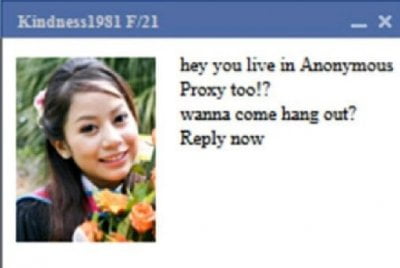 Kindness1981 F/21
hey you live in Anonymous
Proxy too!?
wanna come hang out?
Reply now